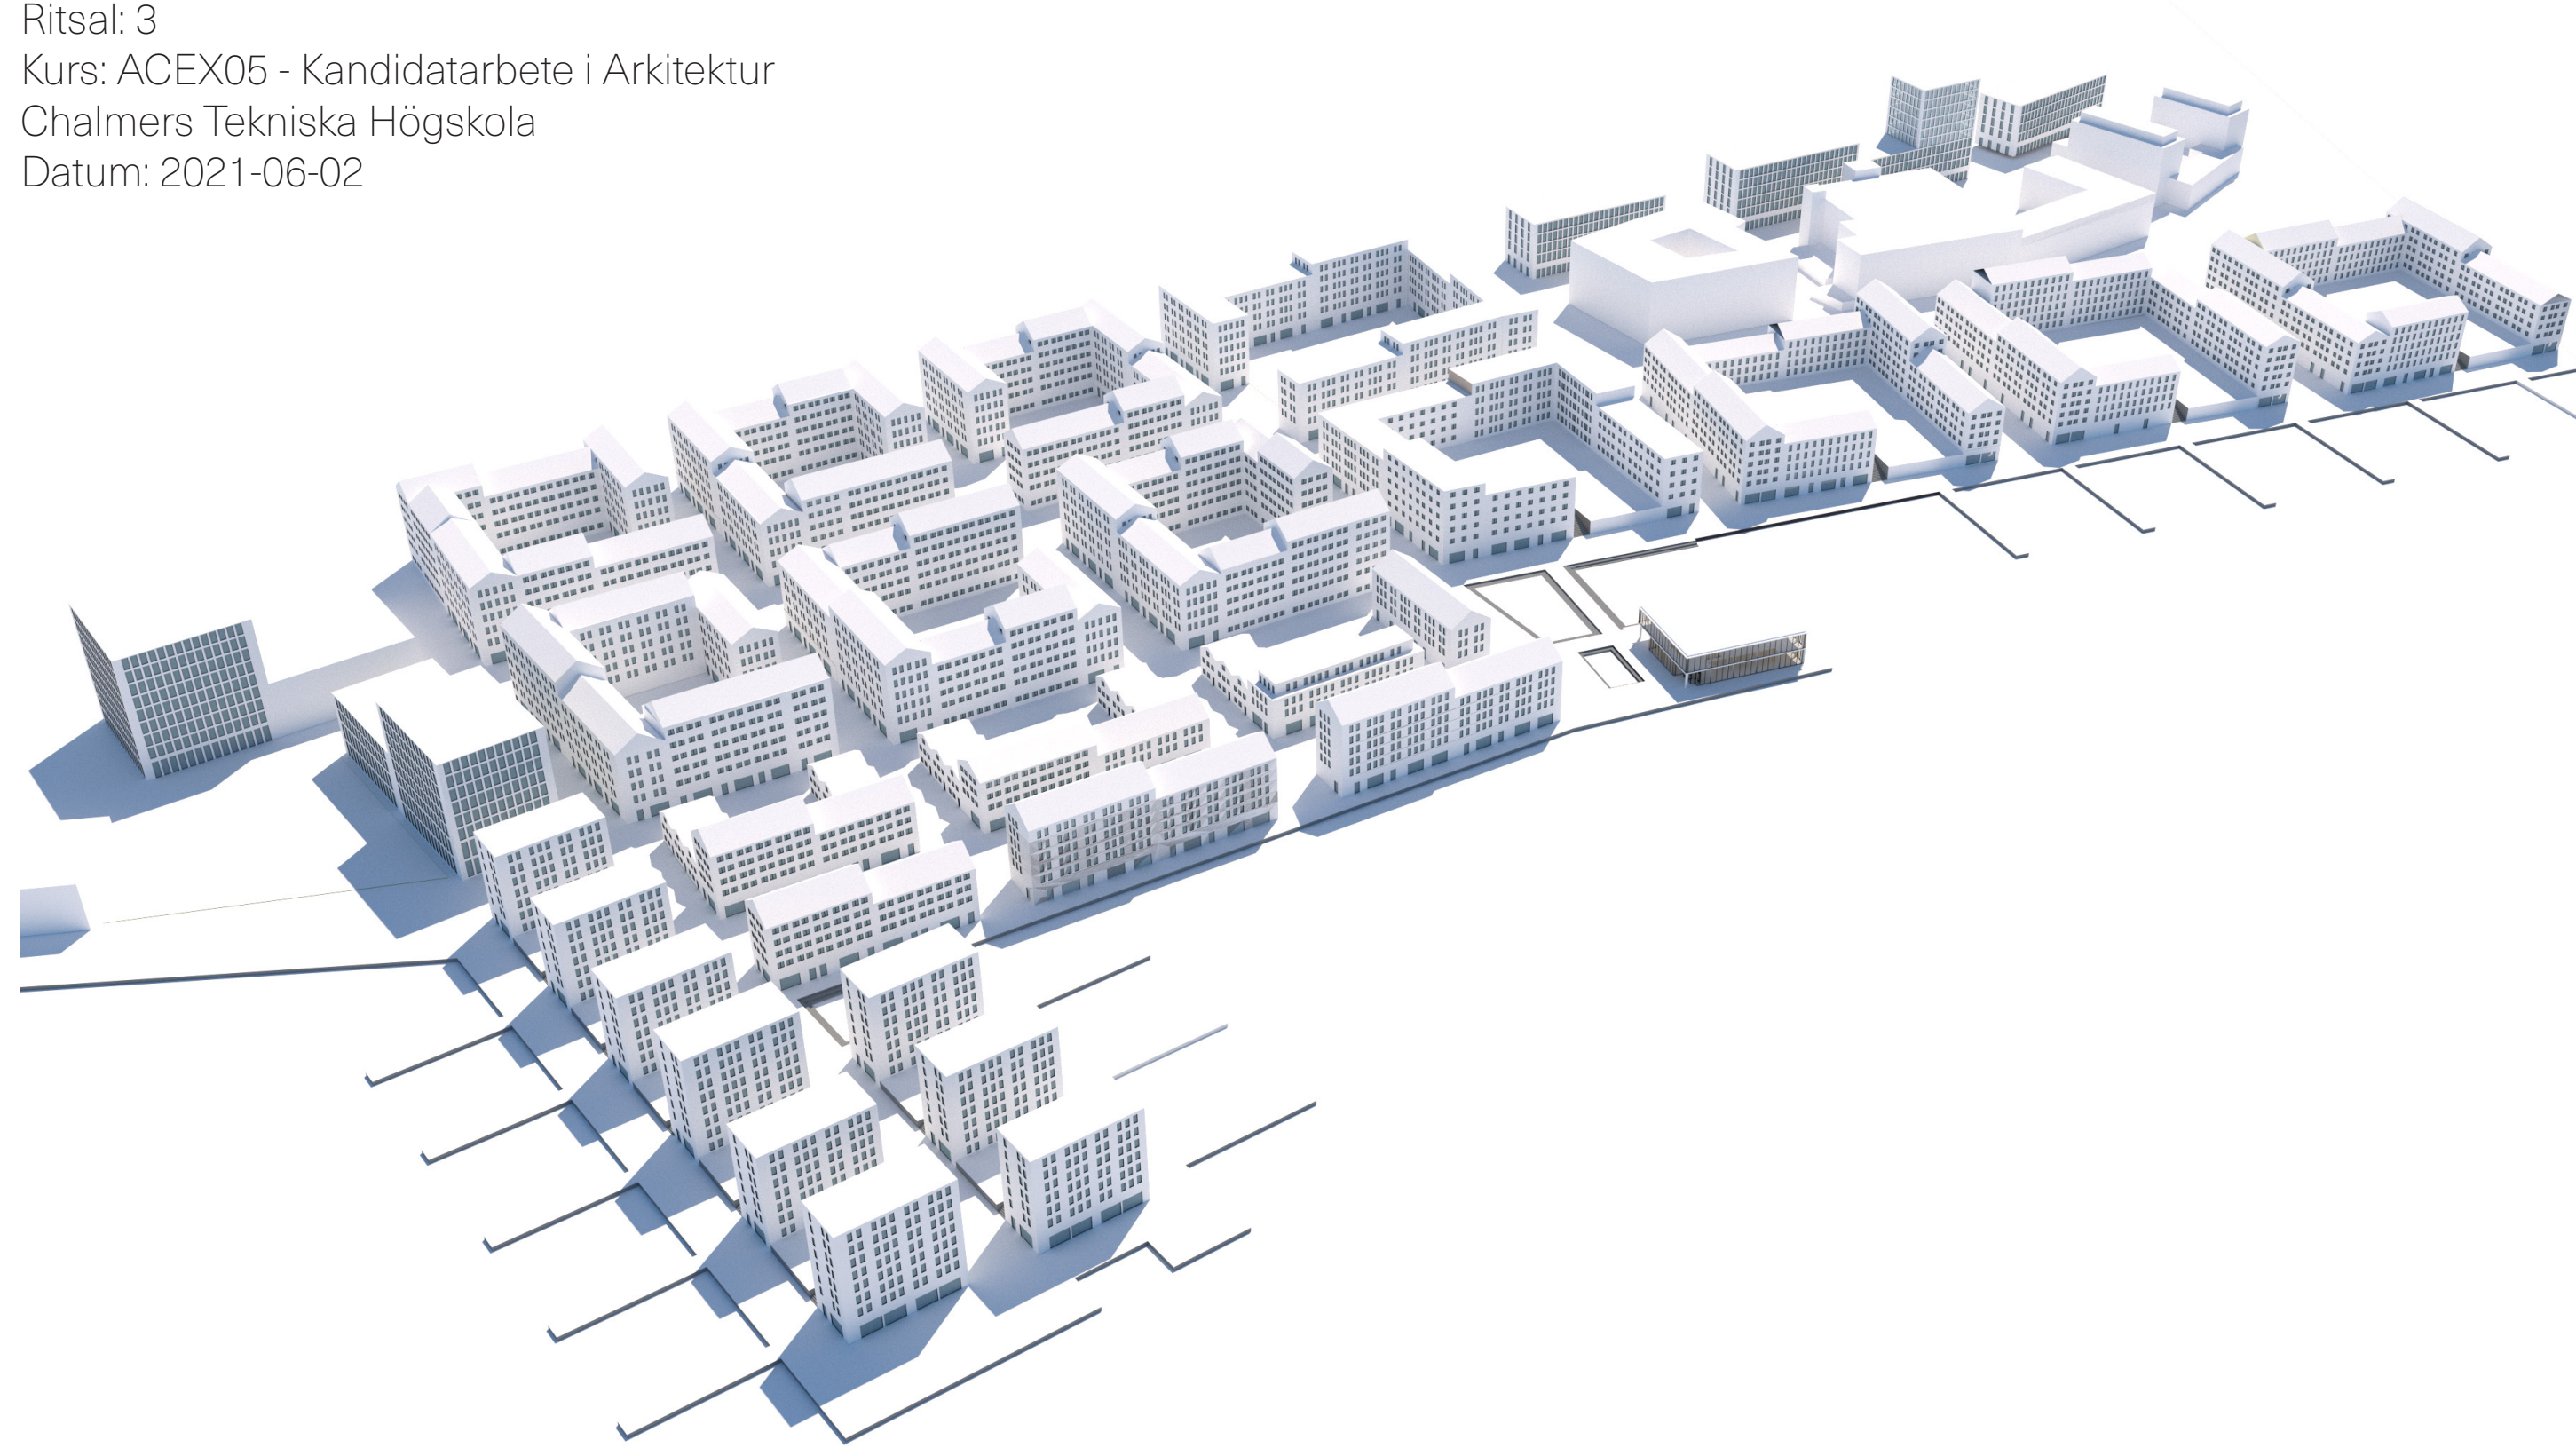 Ritsal: 3
Kurs: ACEX05 - Kandidatarbete i Arkitektur
Chalmers Tekniska Högskola
Datum: 2021-06-02